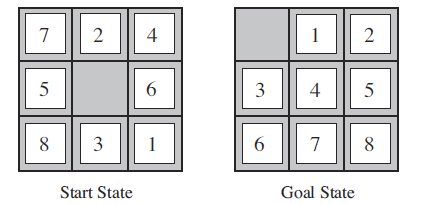 7 2 4
5 6
8 3 1
Start State
1 2
3 4 5
6 7 8
Goal State